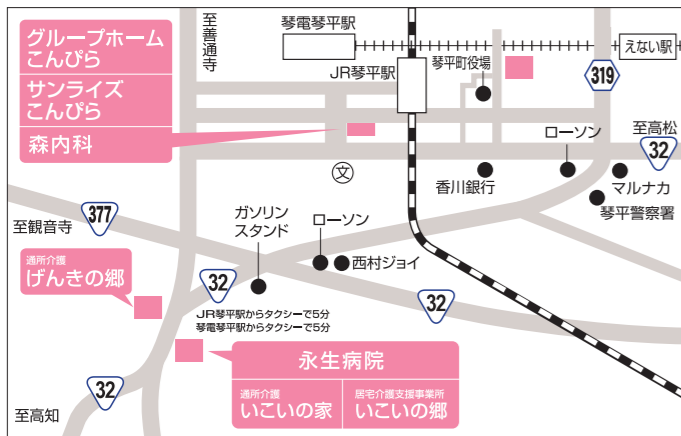 グループホーム
こんぴら
サンライズ
こんぴら
森内科
至善通寺
琴電琴平駅
JR琴平駅
琴平町役場
えない駅
319
至高松
32
ローソン
マルナカ
琴平警察署
香川銀行
文
377
至観音寺
ガソリン
スタンド
ローソン
西村ジョイ
通所介護
げんきの郷
32
JR琴平駅からタクシーで5分
琴電琴平駅からタクシーで5分
32
永生病院
通所介護
いこいの家
居宅介護支援事業所
いこいの郷
32
至高知